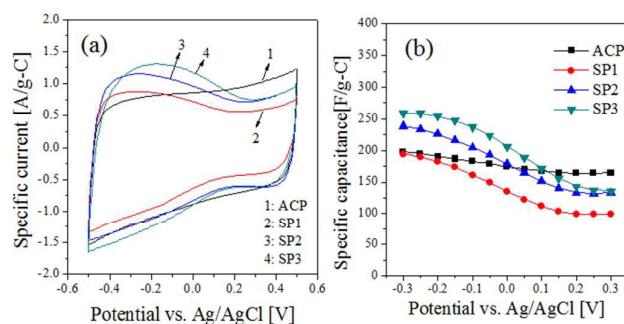 (a)
Specific current [A/g-C]
2.0
1.5
1.0
0.5
0.0
-0.5
-1.0
-1.5
-2.0
3
4
1
2
1: ACP
2: SP1
3: SP2
4: SP3
-0.6 -0.4 -0.2 0.0 0.2 0.4 0.6
Potential vs. Ag/AgCl [V]
(b)
Specific capacitance[F/g-C]
400
350
300
250
200
150
100
50
0
ACP
SP1
SP2
SP3
-0.3 -0.2 -0.1 0.0 0.1 0.2 0.3
Potential vs. Ag/AgCl [V]